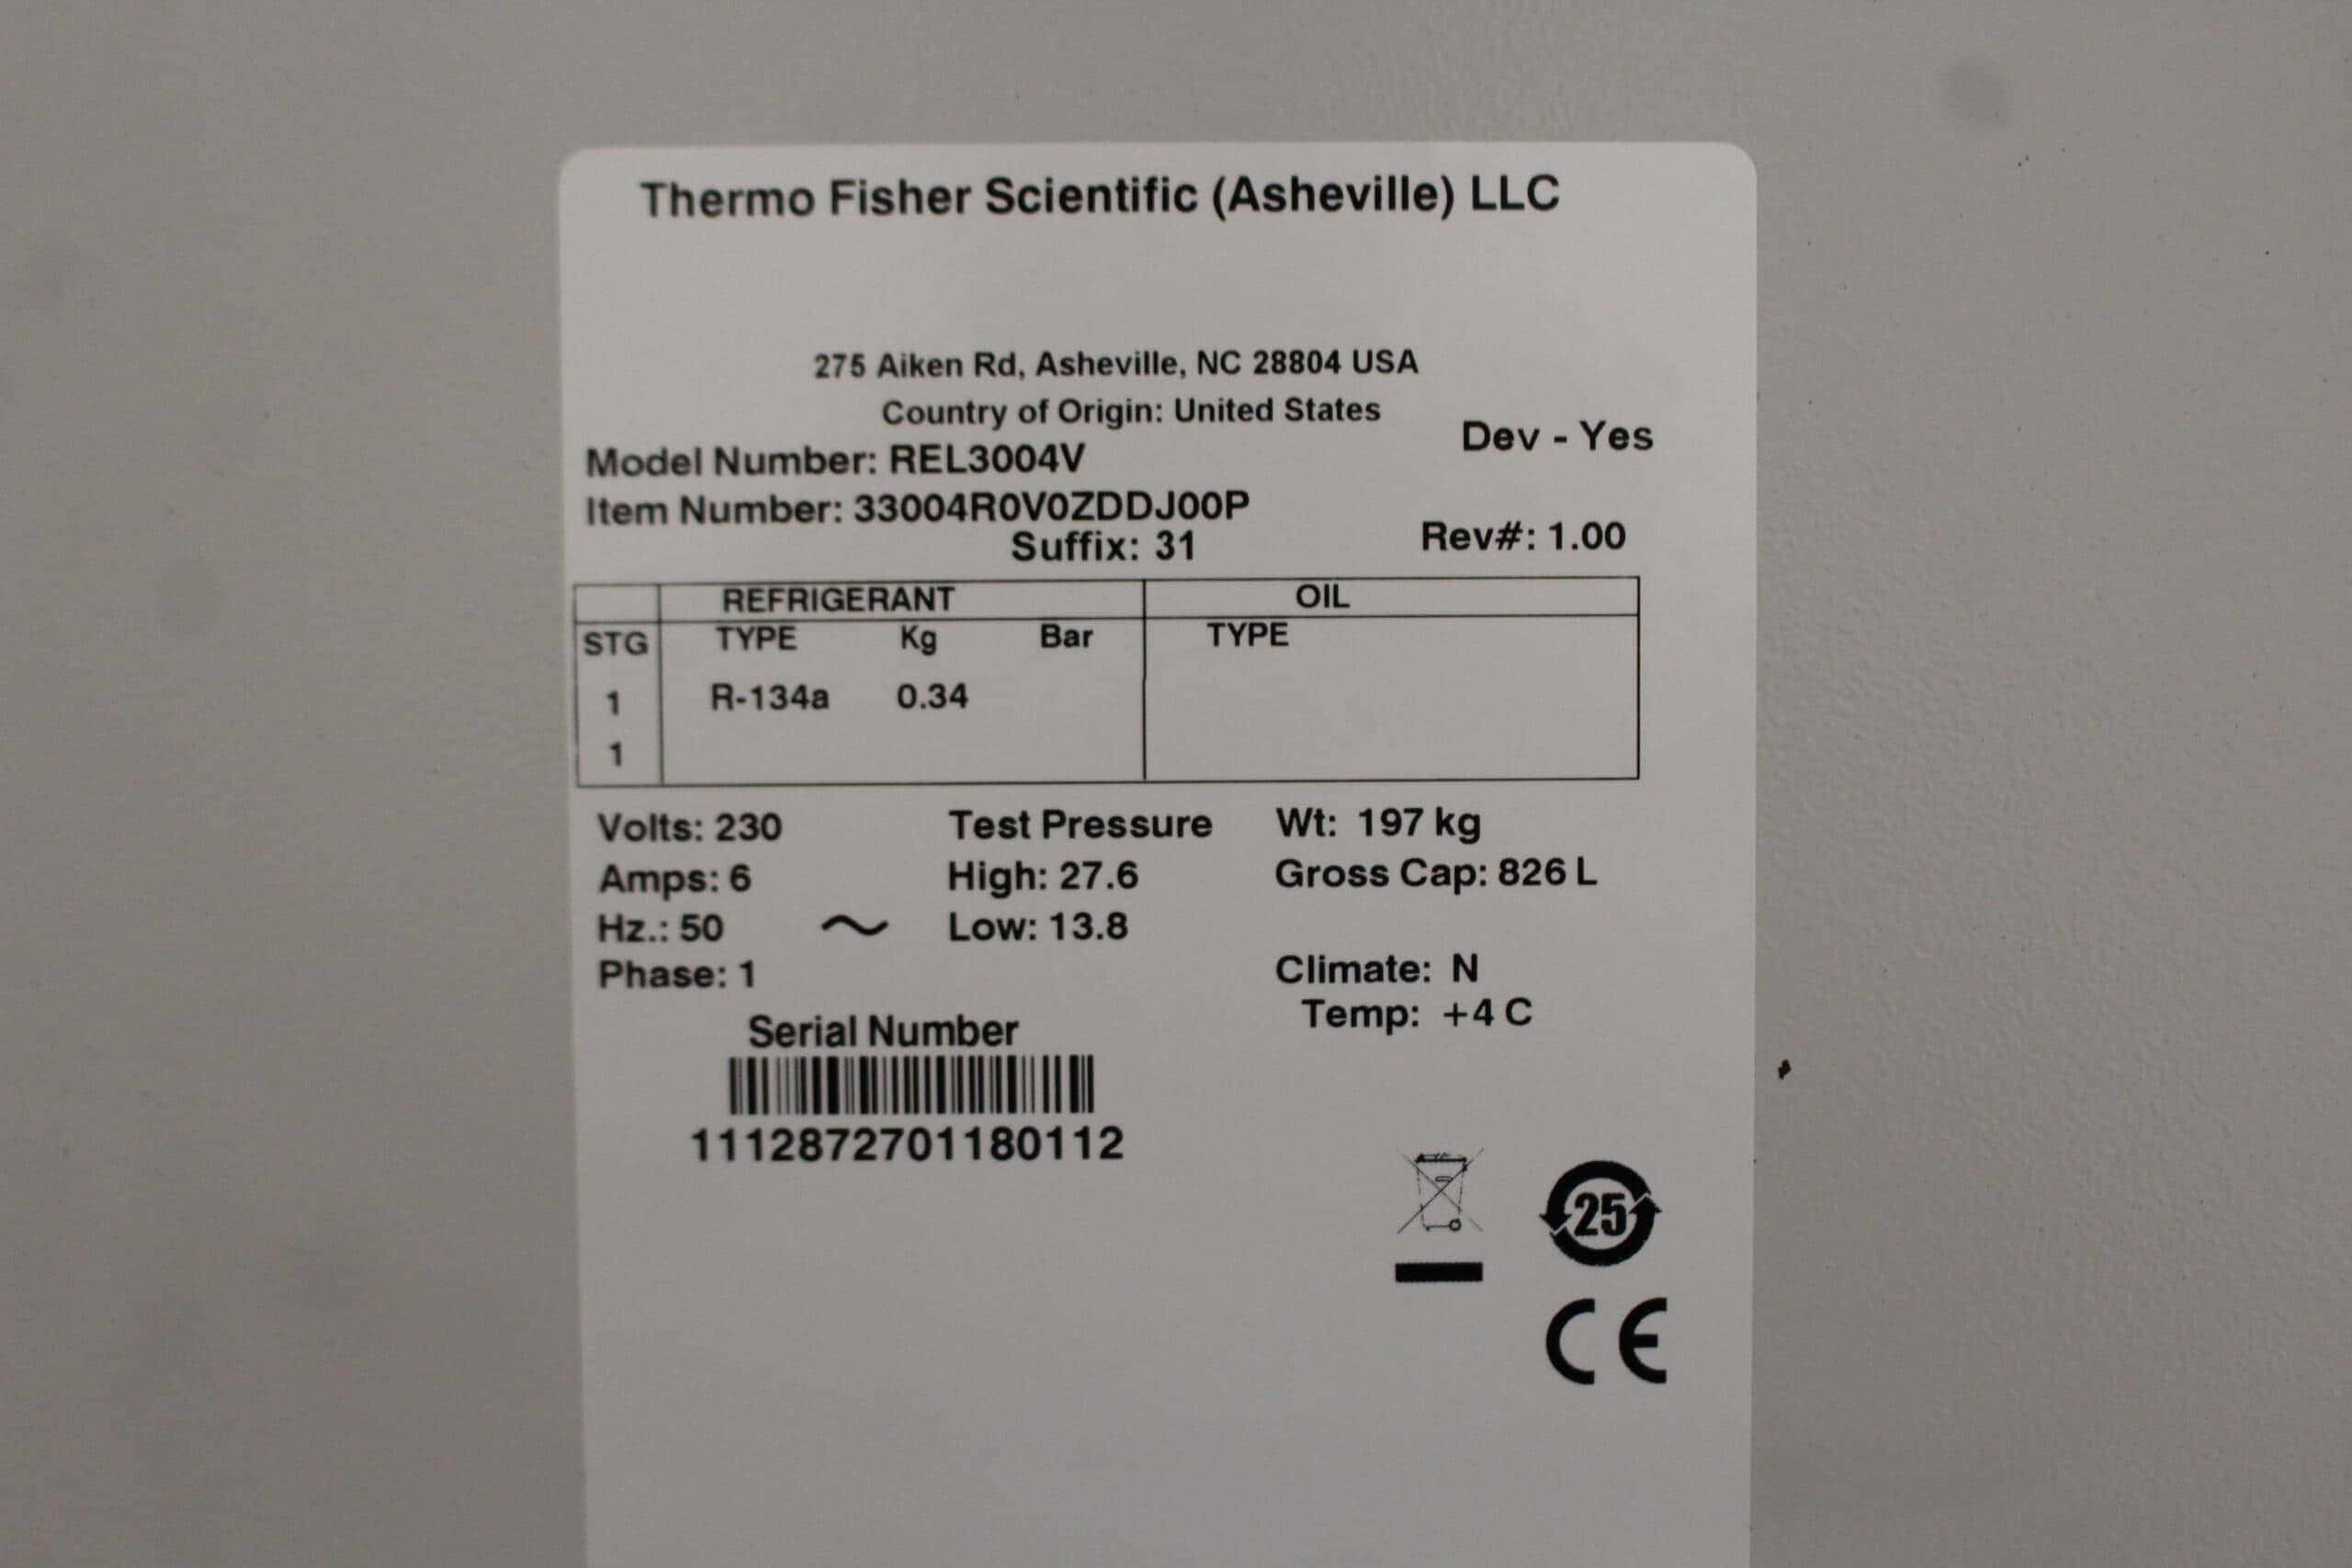 Thermo Fisher Scientific (Asheville) LLC
275 Aiken Rd, Asheville, NC 28804 USA
Country of Origin: United States
Dev - Yes
Model Number: REL3004V
Item Number: 33004R0V0ZDDJ00P
Suffix: 31
Rev#: 1.00
REFRIGERANT OIL
STG TYPE Kg Bar TYPE
1 R-134a 0.34
1
Volts: 230 Test Pressure Wt: 197 kg
Amps: 6 High: 27.6 Gross Cap: 826 L
Hz.: 50 ~ Low: 13.8
Phase: 1 Climate: N
Temp: +4 C
Serial Number
1112872701180112
25
CE